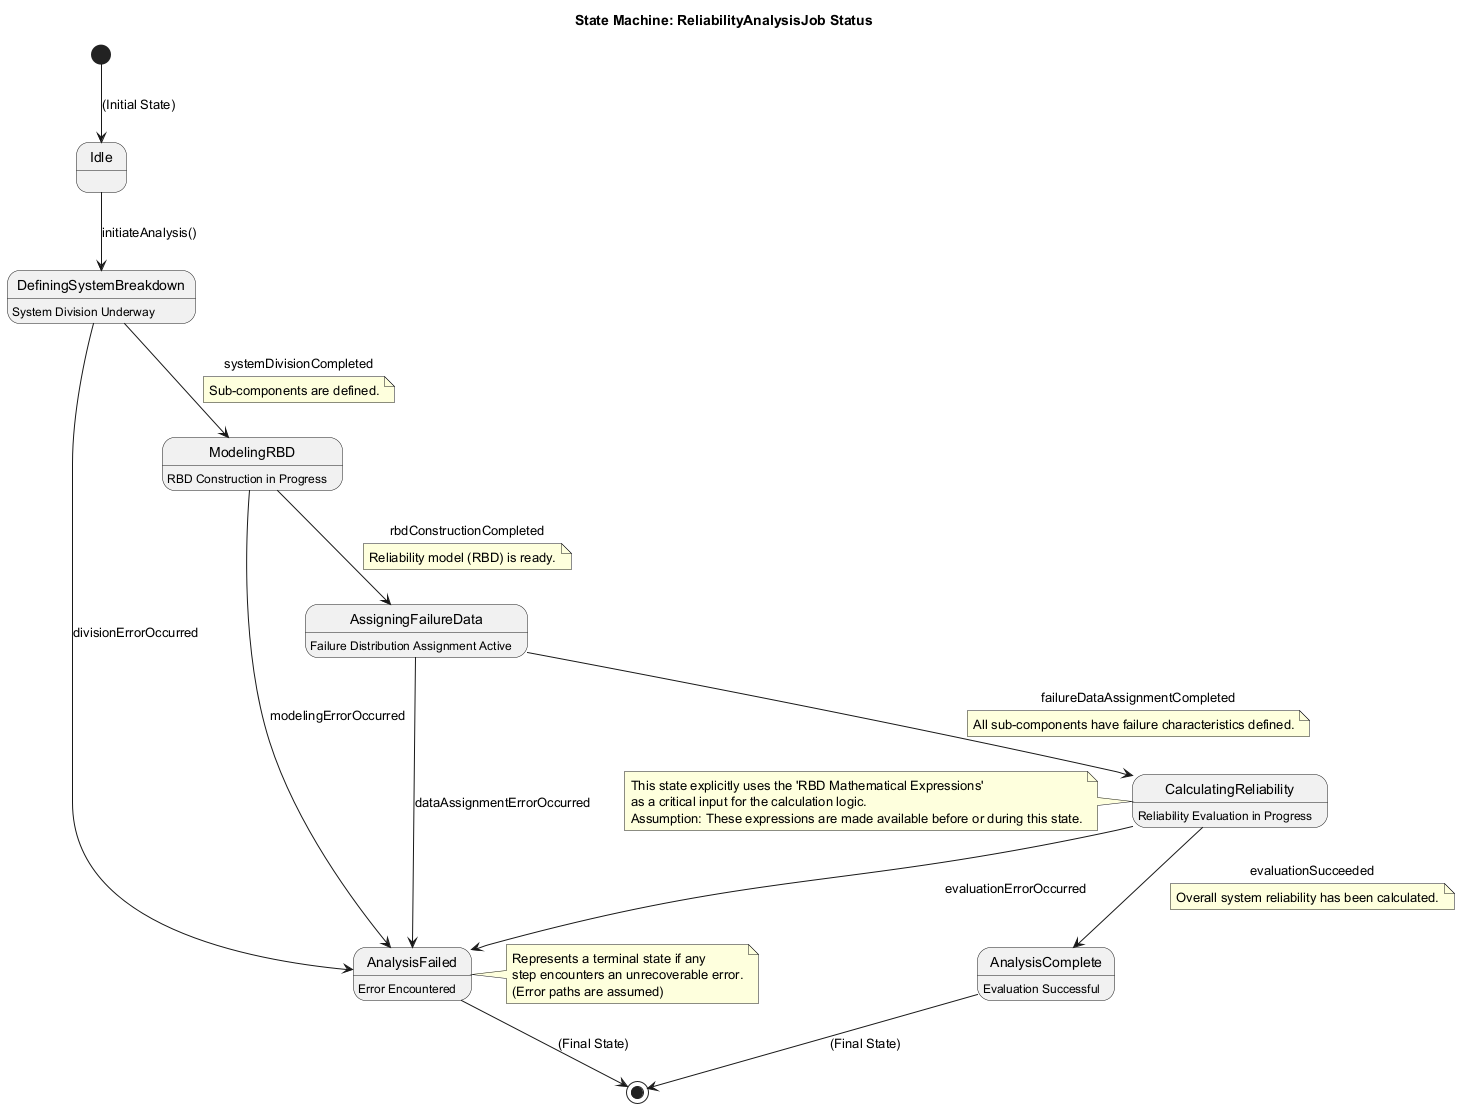 State Machine: ReliabilityAnalysisJob Status
(Initial State)
Idle
initiateAnalysis()
DefiningSystemBreakdown
System Division Underway
systemDivisionCompleted
Sub-components are defined.
ModelingRBD
RBD Construction in Progress
rbdConstructionCompleted
Reliability model (RBD) is ready.
AssigningFailureData
Failure Distribution Assignment Active
divisionErrorOccurred
failureDataAssignmentCompleted
All sub-components have failure characteristics defined.
modelingErrorOccurred
This state explicitly uses the 'RBD Mathematical Expressions'
as a critical input for the calculation logic.
Assumption: These expressions are made available before or during this state.
CalculatingReliability
Reliability Evaluation in Progress
dataAssignmentErrorOccurred
evaluationSucceeded
Overall system reliability has been calculated.
evaluationErrorOccurred
AnalysisFailed
Error Encountered
Represents a terminal state if any
step encounters an unrecoverable error.
(Error paths are assumed)
AnalysisComplete
Evaluation Successful
(Final State)
(Final State)